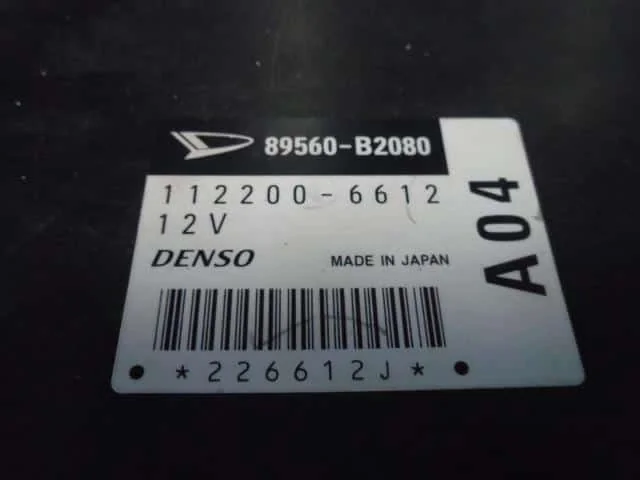 89560-B2080
112200-6612
12V
DENSO MADE IN JAPAN
*226612J*
A04